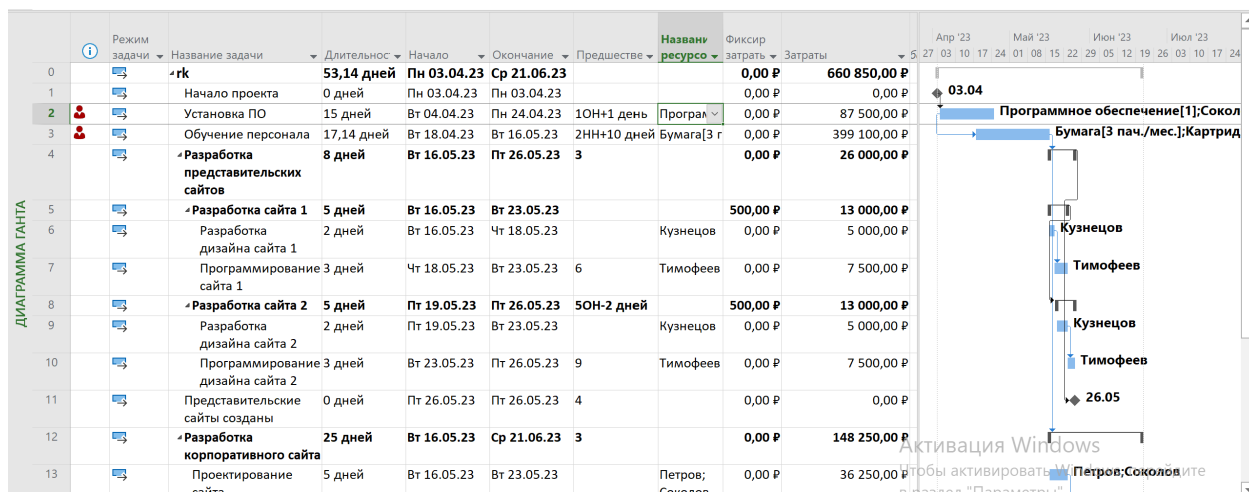 Режим задачи Название задачи Длительнос Начало Окончание Предшестве Названи ресурсо Фиксир затрать Затраты
Апр '23 Май '23 Июн '23 Июл '23
27 03 10 17 24 01 08 15 22 29 05 12 19 26 03 10 17 24
0 rk 53,14 дней Пн 03.04.23 Ср 21.06.23 0,00 ₽ 660 850,00 ₽
1 Начало проекта 0 дней Пн 03.04.23 Пн 03.04.23 0,00 ₽ 0,00 ₽ 03.04
2 Установка ПО 15 дней Вт 04.04.23 Пн 24.04.23 1ОН+1 день Програм 0,00 ₽ 87 500,00 ₽ Программное обеспечение[1];Сокол
3 Обучение персонала 17,14 дней Вт 18.04.23 Вт 16.05.23 2НН+10 дней Бумага[3 г 0,00 ₽ 399 100,00 ₽ Бумага[3 пач./мес.];Картрид
4 Разработка 8 дней Вт 16.05.23 Пт 26.05.23 3 0,00 ₽ 26 000,00 ₽
представительских
сайтов
5 Разработка сайта 1 5 дней Вт 16.05.23 Вт 23.05.23 500,00 ₽ 13 000,00 ₽
6 Разработка 2 дней Вт 16.05.23 Чт 18.05.23 Кузнецов 0,00 ₽ 5 000,00 ₽ Кузнецов
дизайна сайта 1
7 Программирование 3 дней Чт 18.05.23 Вт 23.05.23 6 Тимофеев 0,00 ₽ 7 500,00 ₽ Тимофеев
сайта 1
8 Разработка сайта 2 5 дней Пт 19.05.23 Пт 26.05.23 5ОН-2 дней 500,00 ₽ 13 000,00 ₽
9 Разработка 2 дней Пт 19.05.23 Вт 23.05.23 Кузнецов 0,00 ₽ 5 000,00 ₽ Кузнецов
дизайна сайта 2
10 Программирование 3 дней Вт 23.05.23 Пт 26.05.23 9 Тимофеев 0,00 ₽ 7 500,00 ₽ Тимофеев
дизайна сайта 2
11 Представительские 0 дней Пт 26.05.23 Пт 26.05.23 4 0,00 ₽ 0,00 ₽ 26.05
сайты созданы
12 Разработка 25 дней Вт 16.05.23 Ср 21.06.23 3 0,00 ₽ 148 250,00 ₽
корпоративного сайта
13 Проектирование 5 дней Вт 16.05.23 Вт 23.05.23 Петров; 0,00 ₽ 36 250,00 ₽ Петров;Соколов
ДИАГРАММА ГАНТА
Активация Windows
Чтобы активировать Windows, перейдите
в раздел "Параметры"